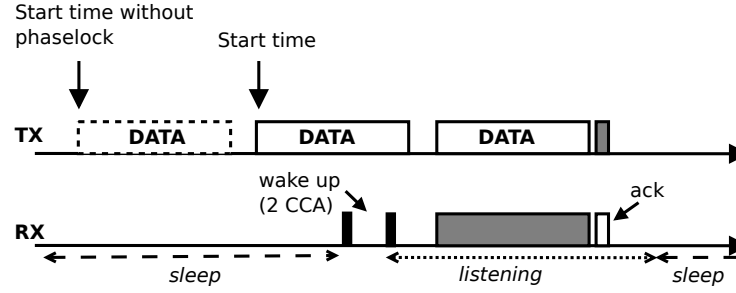 Start time without
phaselock
Start time
TX
DATA
DATA
DATA
wake up
(2 CCA)
ack
RX
sleep
listening
sleep